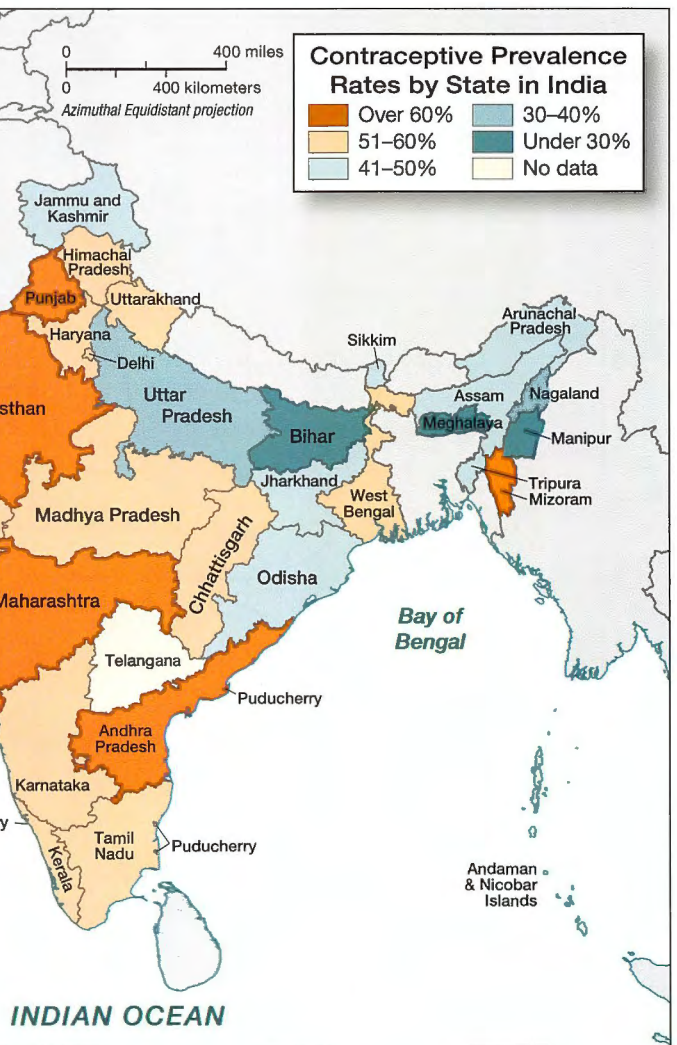 0 400 miles
0 400 kilometers
Azimuthal Equidistant projection
Contraceptive Prevalence
Rates by State in India
Over 60%
30–40%
51–60%
Under 30%
41–50%
No data
Jammu and
Kashmir
Himachal
Pradesh
Punjab
Uttarakhand
Haryana
Delhi
Sikkim
Arunachal
Pradesh
sthan
Uttar
Pradesh
Assam
Nagaland
Bihar
Meghalaya
Manipur
Jharkhand
Tripura
Mizoram
West
Bengal
Madhya Pradesh
Chhattisgarh
Odisha
Maharashtra
Bay of
Bengal
Telangana
Puducherry
Andhra
Pradesh
Karnataka
y
Tamil
Nadu
Puducherry
Kerala
Andaman
& Nicobar
Islands
INDIAN OCEAN